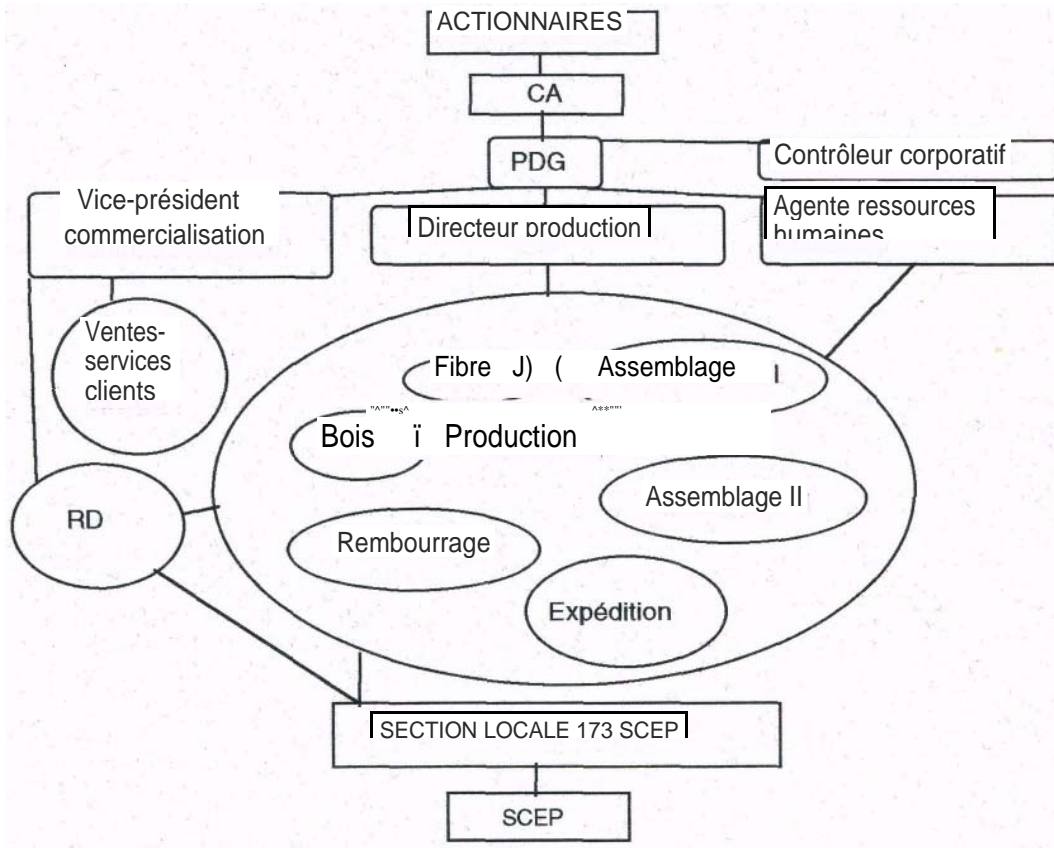 ACTIONNAIRES
CA
PDG
Contrôleur corporatif
Vice-président
commercialisation
Directeur production
Agente ressources
humaines
Ventes-
services
clients
Fibre J) ( Assemblage
Bois ï Production
Assemblage II
RD
Rembourrage
Expédition
SECTION LOCALE 173 SCEP
SCEP